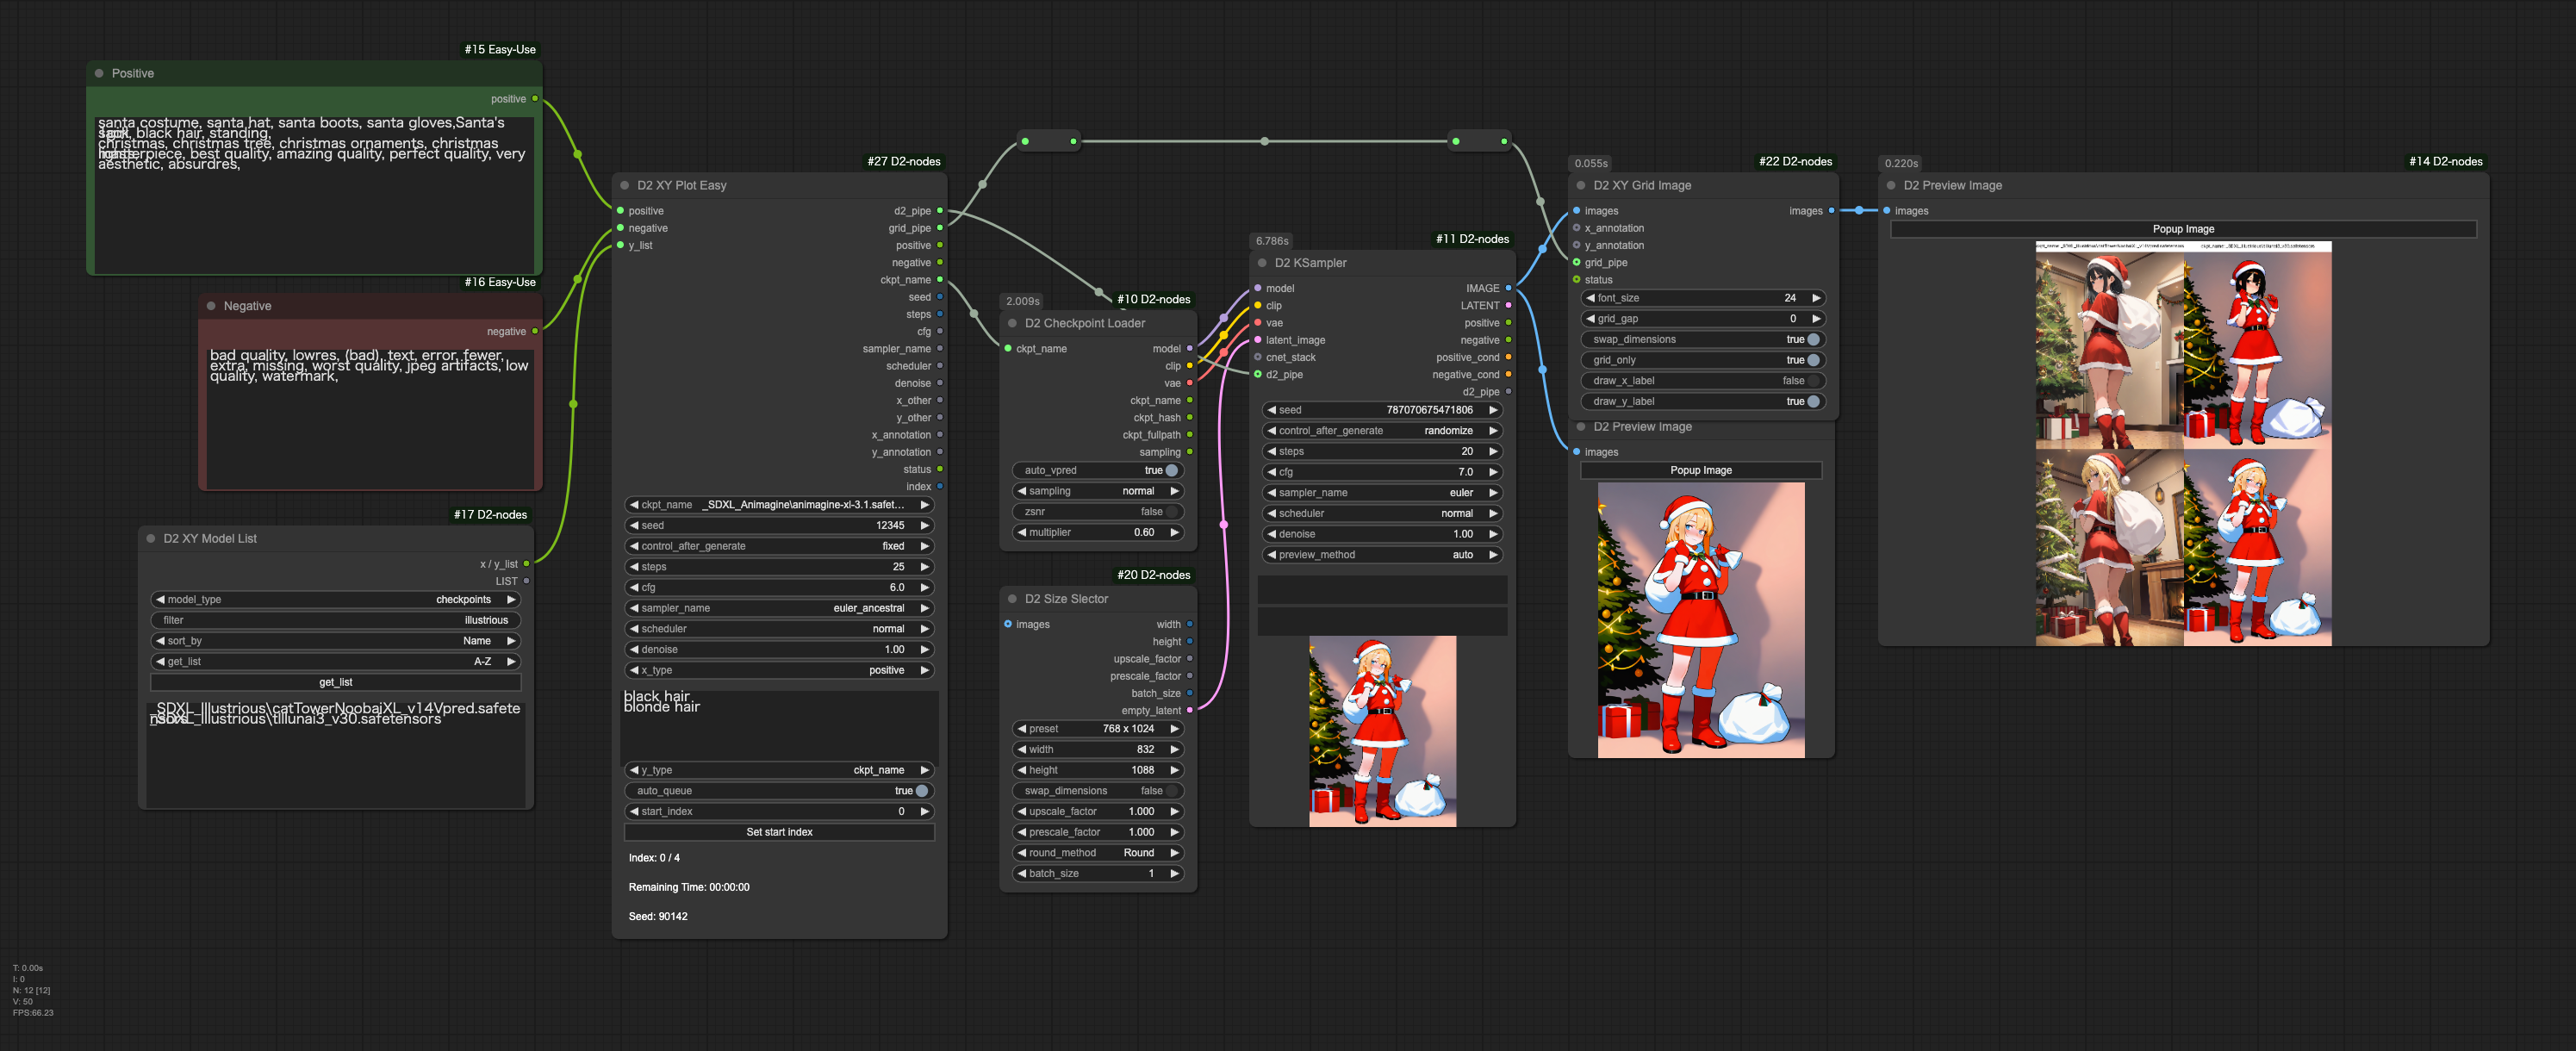 #15 Easy-Use
Positive
positive
santa costume, santa hat, santa boots, santa gloves,Santa's
sack, black hair, standing,
christmas, christmas tree, christmas ornaments, christmas
masterpiece, best quality, amazing quality, perfect quality, very
aesthetic, absurdres,
#16 Easy-Use
Negative
negative
bad quality, lowres, (bad), text, error, fewer,
extra, missing, worst quality, jpeg artifacts, low
quality, watermark,
#17 D2-nodes
D2 XY Model List
x / y_list
LIST
model_type checkpoints
filter illustrious
sort_by Name
get_list A-Z
get_list
_SDXL_Illustrious\catTowerNoobaiXL_v14Vpred.safete
nsors
_SDXL_Illustrious\tillunai3_v30.safetensors
#27 D2-nodes
D2 XY Plot Easy
positive d2_pipe
negative grid_pipe
y_list positive
negative
ckpt_name
seed
steps
cfg
sampler_name
scheduler
denoise
x_other
y_other
x_annotation
y_annotation
status
index
ckpt_name _SDXL_Animagine\animagine-xl-3.1.safet...
seed 12345
control_after_generate fixed
steps 25
cfg 6.0
sampler_name euler_ancestral
scheduler normal
denoise 1.00
x_type positive
black hair
blonde hair
y_type ckpt_name
auto_queue true
start_index 0
Set start index
Index: 0 / 4
Remaining Time: 00:00:00
Seed: 90142
2.009s
#10 D2-nodes
D2 Checkpoint Loader
ckpt_name model
clip
vae
ckpt_name
ckpt_hash
ckpt_fullpath
sampling
auto_vpred true
sampling normal
zsnr false
multiplier 0.60
#20 D2-nodes
D2 Size Slector
images width
height
upscale_factor
prescale_factor
batch_size
empty_latent
preset 768 x 1024
width 832
height 1088
swap_dimensions false
upscale_factor 1.000
prescale_factor 1.000
round_method Round
batch_size 1
6.786s
#11 D2-nodes
D2 KSampler
model IMAGE
clip LATENT
vae positive
latent_image negative
cnet_stack positive_cond
d2_pipe negative_cond
d2_pipe
seed 787070675471806
control_after_generate randomize
steps 20
cfg 7.0
sampler_name euler
scheduler normal
denoise 1.00
preview_method auto
0.055s
#22 D2-nodes
D2 XY Grid Image
images images
x_annotation
y_annotation
grid_pipe
status
font_size 24
grid_gap 0
swap_dimensions true
grid_only true
draw_x_label false
draw_y_label true
D2 Preview Image
images
Popup Image
0.220s
#14 D2-nodes
D2 Preview Image
images
Popup Image
T: 0.00s
I: 0
N: 12 [12]
V: 50
FPS:66.23